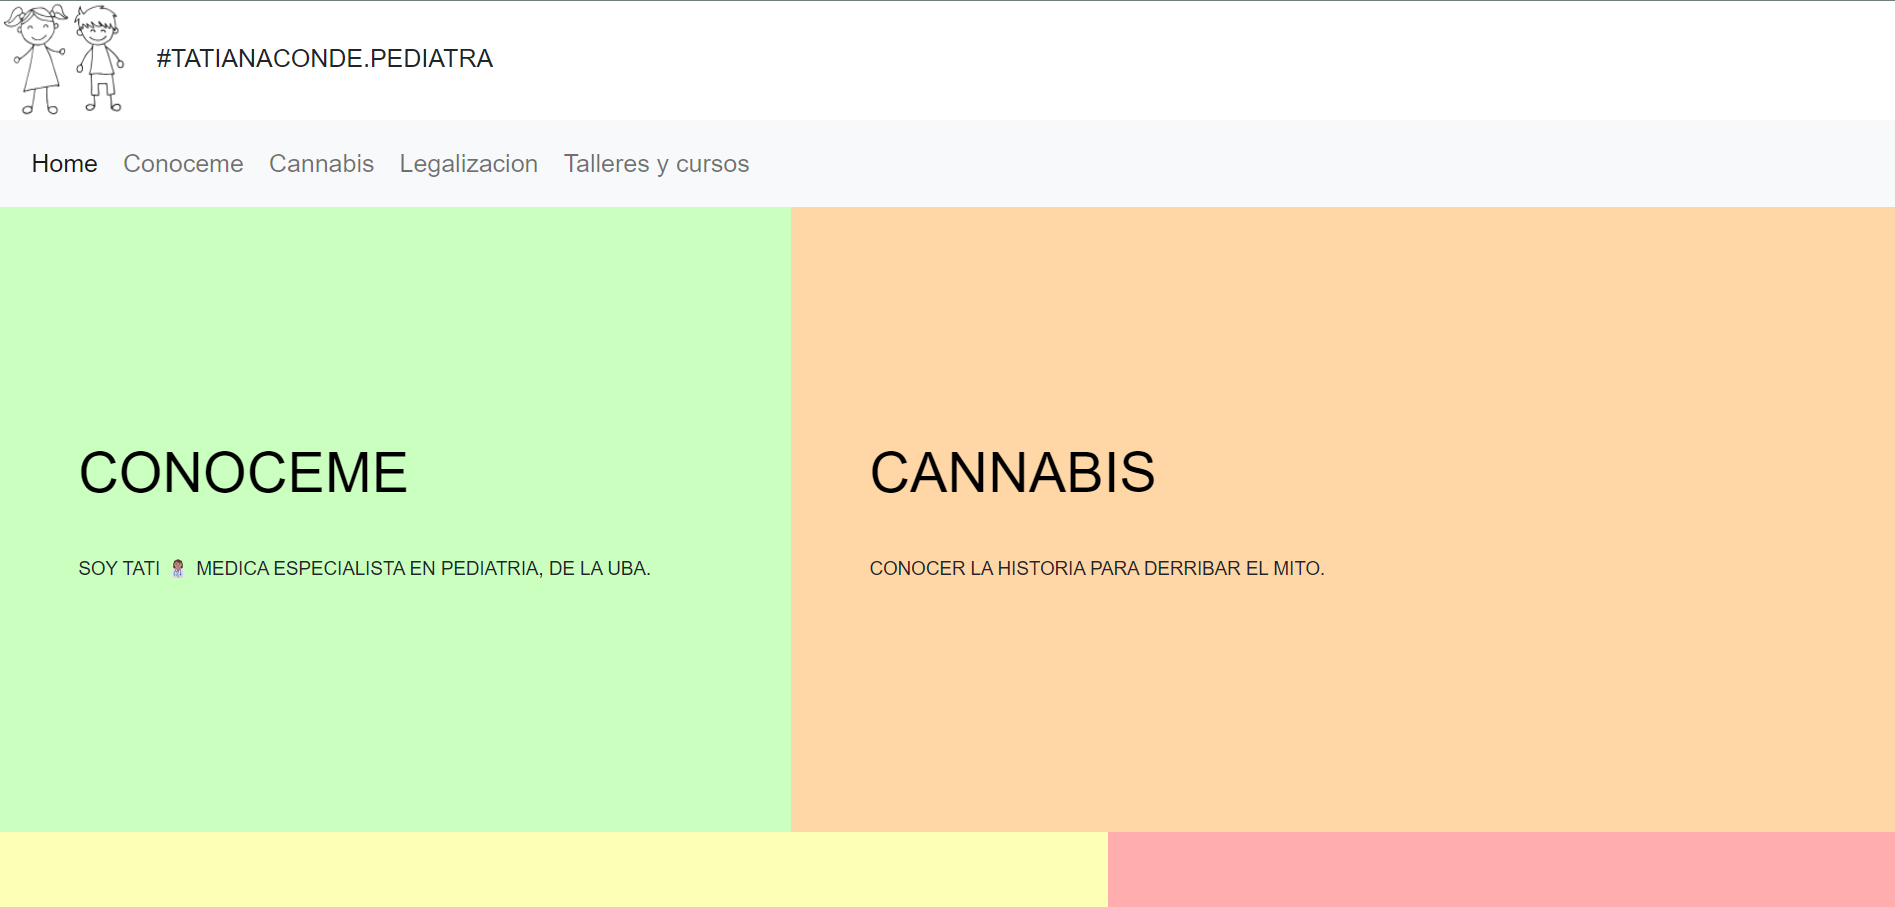 #TATIANACONDE.PEDIATRA
Home Conoceme Cannabis Legalizacion Talleres y cursos
CONOCEME
SOY TATI 👩🏽‍⚕️ MEDICA ESPECIALISTA EN PEDIATRIA, DE LA UBA.
CANNABIS
CONOCER LA HISTORIA PARA DERRIBAR EL MITO.